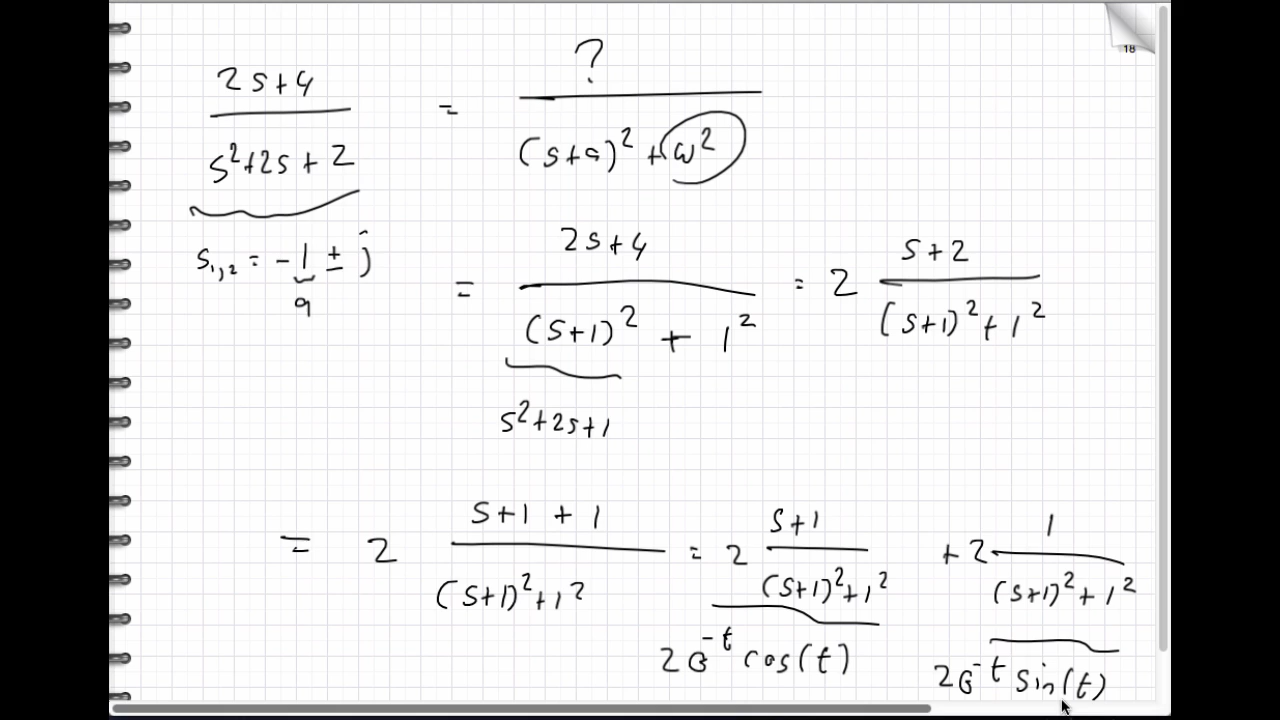 18
2s+4 / s²+2s+2 = ? / (s+a)²+ω²
s₁,₂ = -1 ± j
a
= 2s+4 / (s+1)² + 1² = 2 s+2 / (s+1)²+1²
s²+2s+1
= 2 s+1+1 / (s+1)²+1² = 2 s+1 / (s+1)²+1² + 2 1 / (s+1)²+1²
2e^-t cos(t) 2e^-t sin(t)